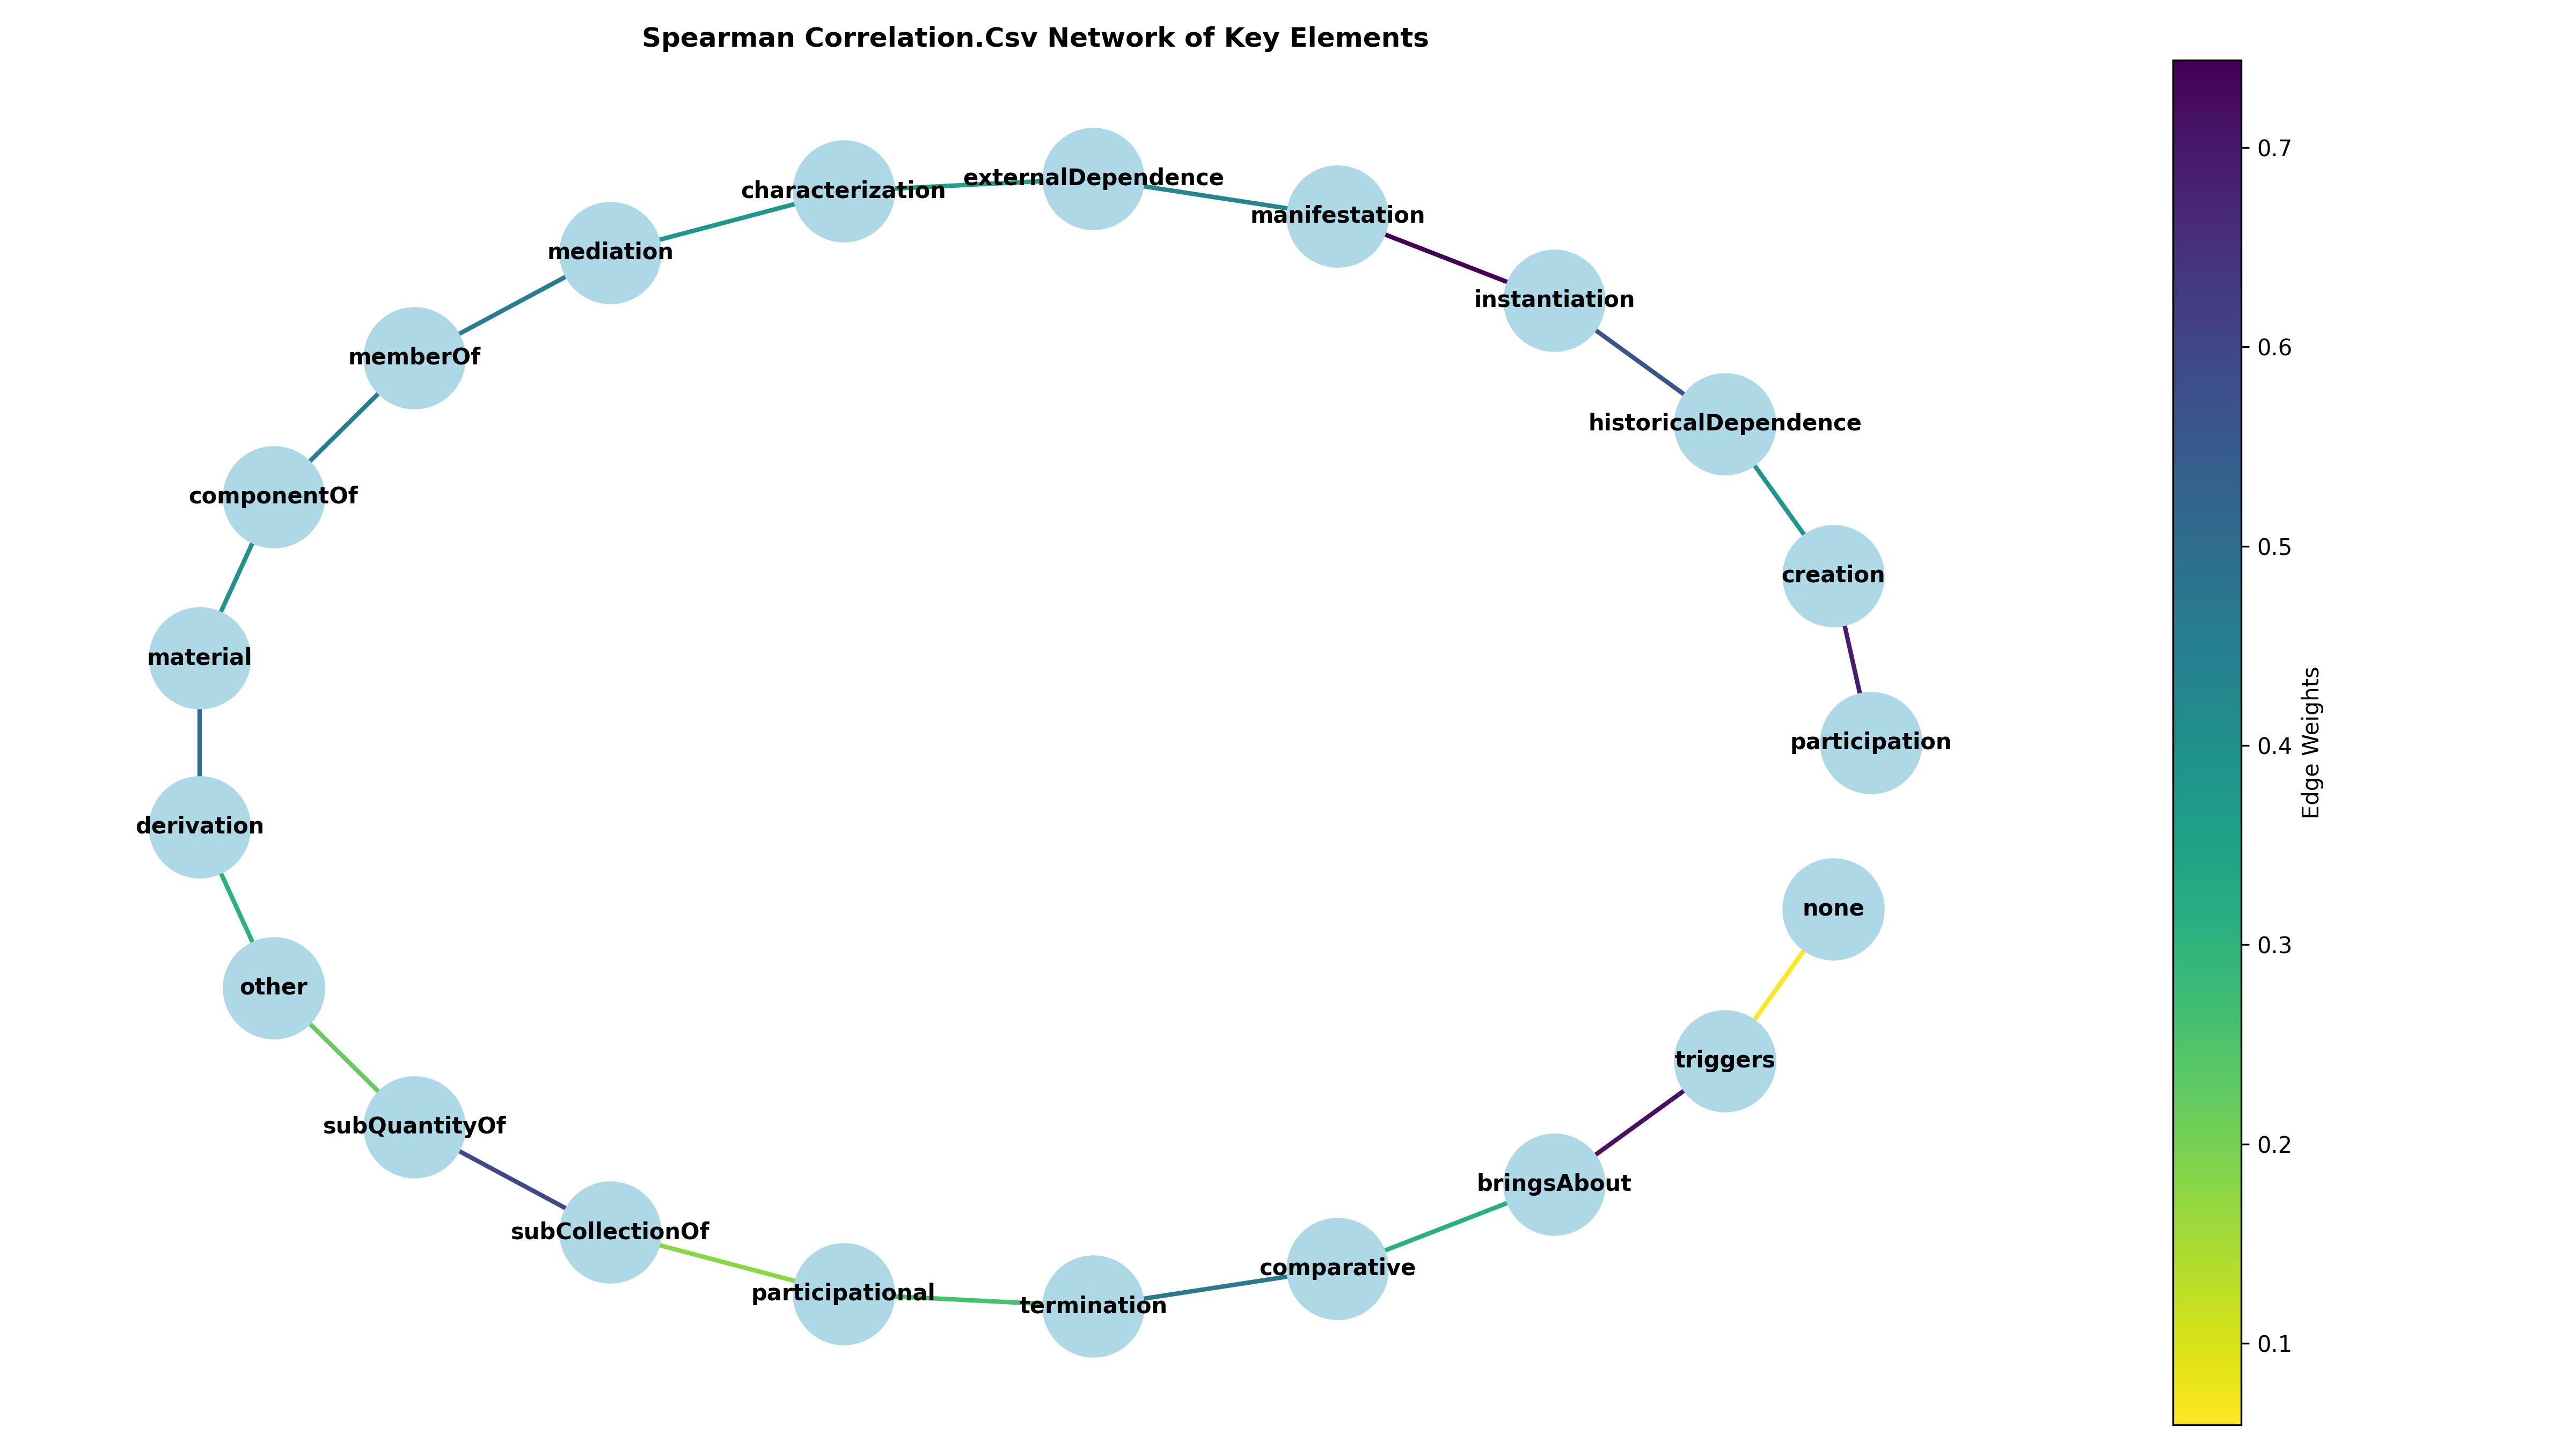 Spearman Correlation.Csv Network of Key Elements
characterization
externalDependence
manifestation
mediation
instantiation
memberOf
historicalDependence
componentOf
creation
material
participation
derivation
none
other
triggers
subQuantityOf
bringsAbout
subCollectionOf
comparative
participational
termination
0.7
0.6
0.5
0.4
0.3
0.2
0.1
Edge Weights